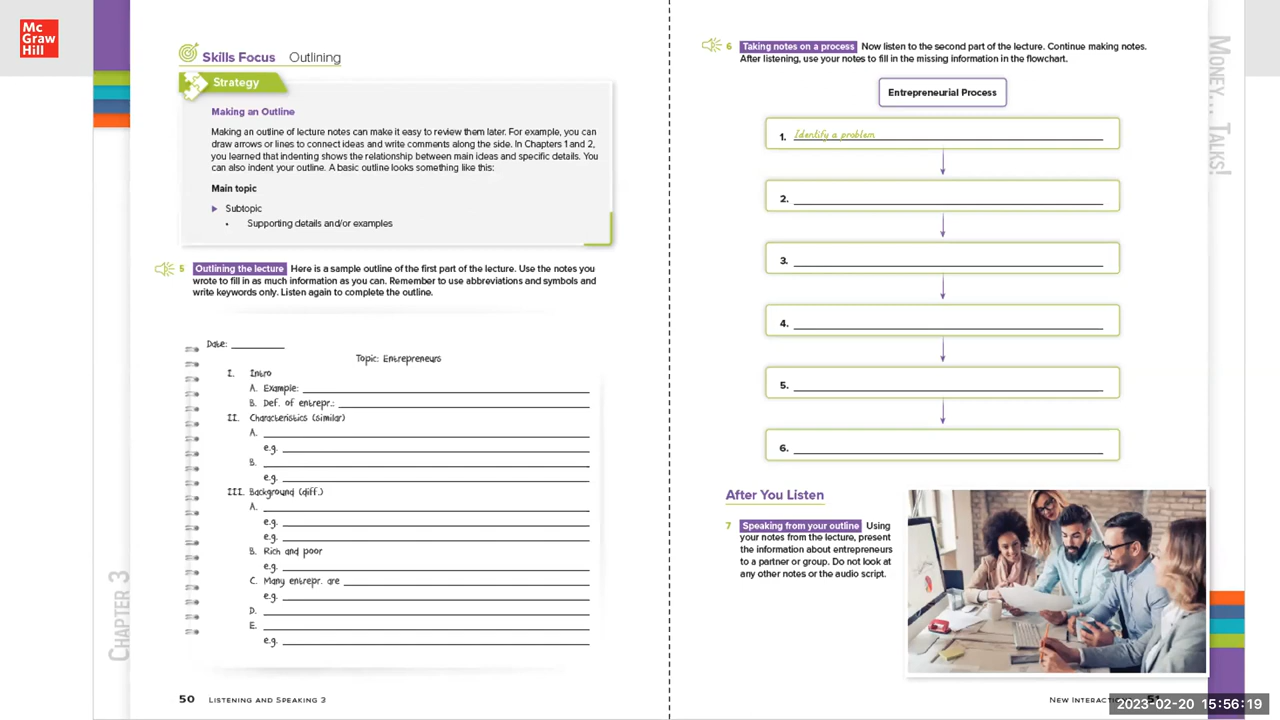 Mc
Graw
Hill
Skills Focus Outlining
Strategy
Making an Outline
Making an outline of lecture notes can make it easy to review them later. For example, you can
draw arrows or lines to connect ideas and write comments along the side. In Chapters 1 and 2,
you learned that indenting shows the relationship between main ideas and specific details. You
can also indent your outline. A basic outline looks something like this:
Main topic
▶ Subtopic
• Supporting details and/or examples
5 Outlining the lecture Here is a sample outline of the first part of the lecture. Use the notes you
wrote to fill in as much information as you can. Remember to use abbreviations and symbols and
write keywords only. Listen again to complete the outline.
Date:
Topic: Entrepreneurs
I. Intro
A. Example:
B. Def. of entrepr.:
II. Characteristics (similar)
A.
e.g.
B.
e.g.
III. Background (diff.)
A.
e.g.
e.g.
B. Rich and poor
e.g.
C. Many entrepr. are
e.g.
D.
E.
e.g.
CHAPTER 3
50 LISTENING AND SPEAKING 3
6 Taking notes on a process Now listen to the second part of the lecture. Continue making notes.
After listening, use your notes to fill in the missing information in the flowchart.
Entrepreneurial Process
1. Identify a problem
2.
3.
4.
5.
6.
After You Listen
7 Speaking from your outline Using
your notes from the lecture, present
the information about entrepreneurs
to a partner or group. Do not look at
any other notes or the audio script.
MONEY... TALKS!
NEW
2023-02-20 15:56:19